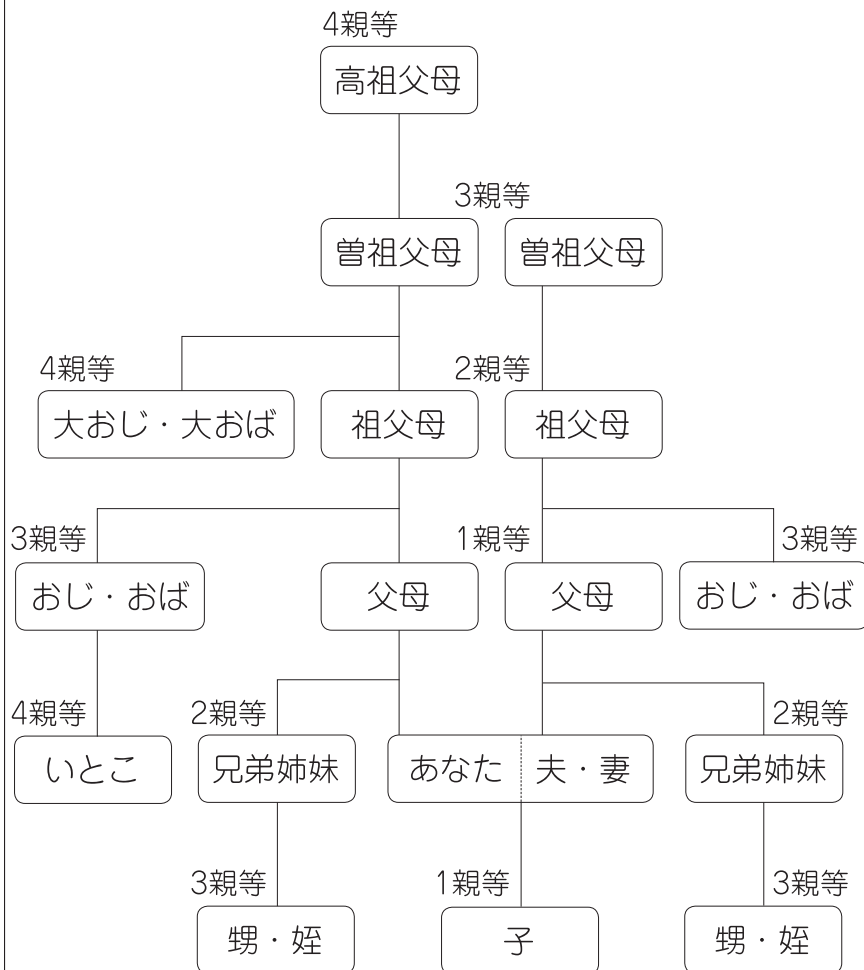 4親等
高祖父母
3親等
曽祖父母 曽祖父母
4親等 2親等
大おじ・大おば 祖父母 祖父母
3親等 1親等 3親等
おじ・おば 父母 父母 おじ・おば
4親等 2親等 2親等
いとこ 兄弟姉妹 あなた 夫・妻 兄弟姉妹
3親等 1親等 3親等
甥・姪 子 甥・姪